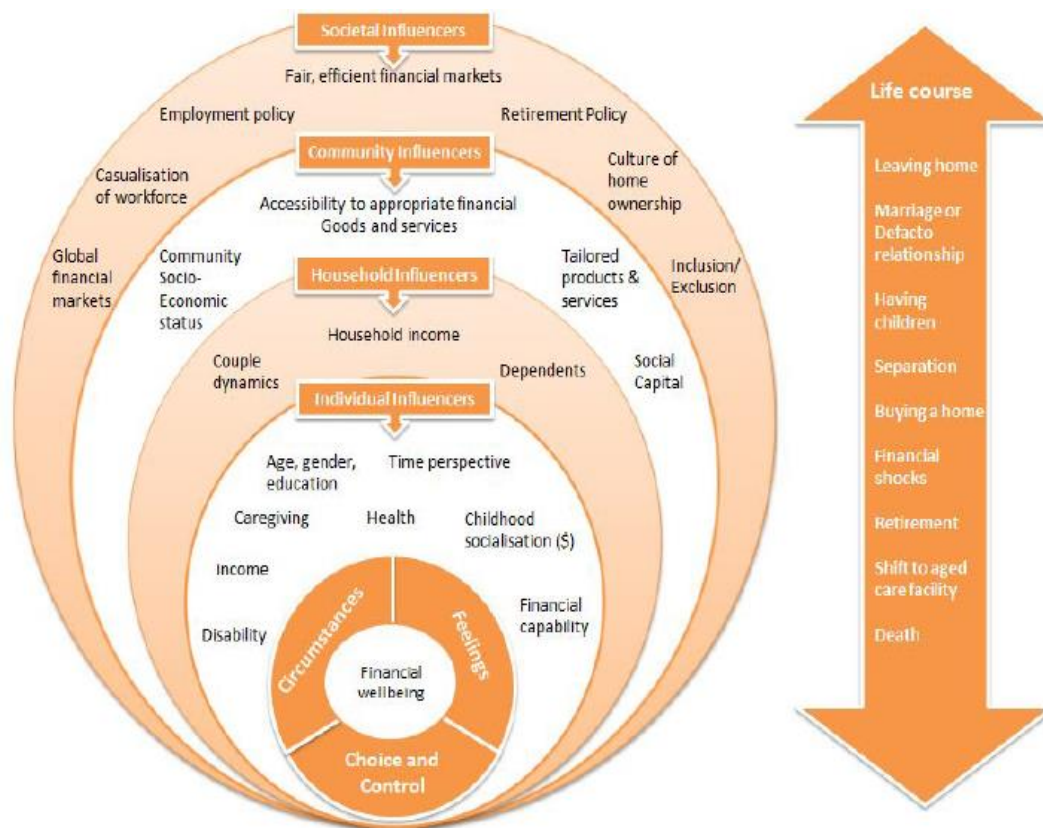 Societal Influencers
Fair, efficient financial markets
Employment policy
Retirement Policy
Community Influencers
Casualisation
of workforce
Culture of
home
ownership
Accessibility to appropriate financial
Goods and services
Global
financial
markets
Community
Socio-
Economic
status
Tailored
products &
services
Inclusion/
Exclusion
Household Influencers
Household income
Couple
dynamics
Dependents
Social
Capital
Individual Influencers
Age, gender,
education
Time perspective
Caregiving
Health
Childhood
socialisation ($)
Income
Disability
Financial
capability
Circumstances
Feelings
Financial
wellbeing
Choice and
Control
Life course
Leaving home
Marriage or
Defacto
relationship
Having
children
Separation
Buying a home
Financial
shocks
Retirement
Shift to aged
care facility
Death